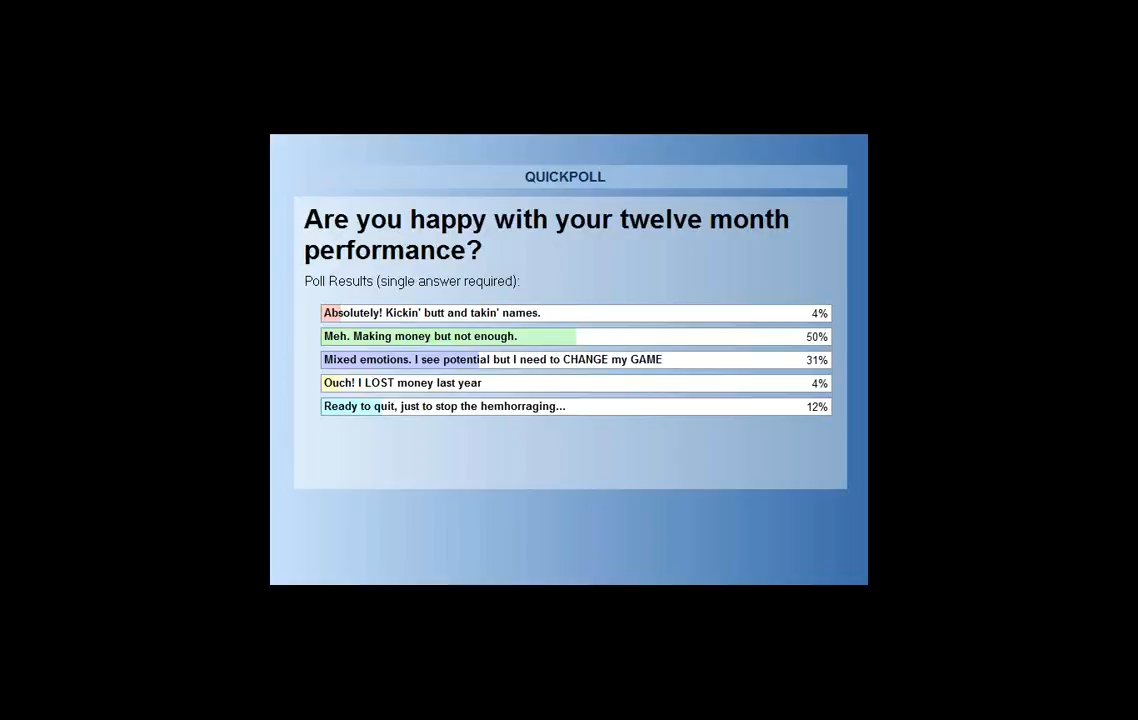 QUICKPOLL
Are you happy with your twelve month
performance?
Poll Results (single answer required):
Absolutely! Kickin' butt and takin' names. 4%
Meh. Making money but not enough. 50%
Mixed emotions. I see potential but I need to CHANGE my GAME 31%
Ouch! I LOST money last year 4%
Ready to quit, just to stop the hemhorraging... 12%